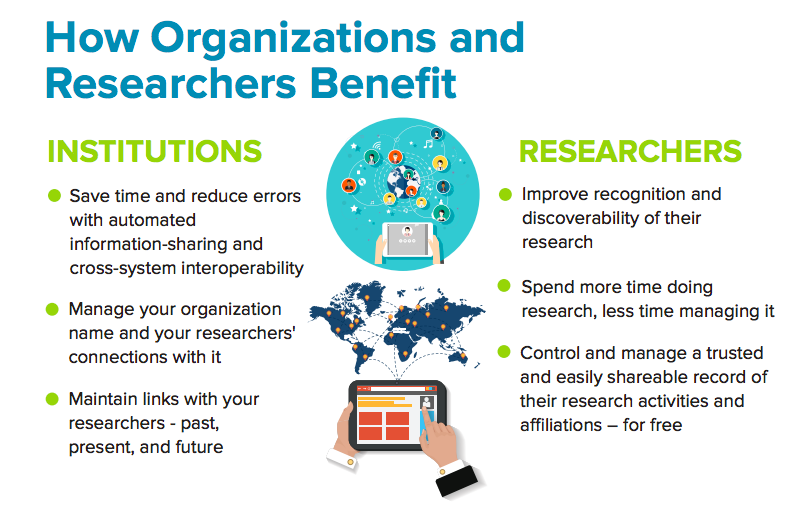 How Organizations and
Researchers Benefit
INSTITUTIONS
Save time and reduce errors
with automated
information-sharing and
cross-system interoperability
Manage your organization
name and your researchers'
connections with it
Maintain links with your
researchers - past,
present, and future
RESEARCHERS
Improve recognition and
discoverability of their
research
Spend more time doing
research, less time managing it
Control and manage a trusted
and easily shareable record of
their research activities and
affiliations – for free